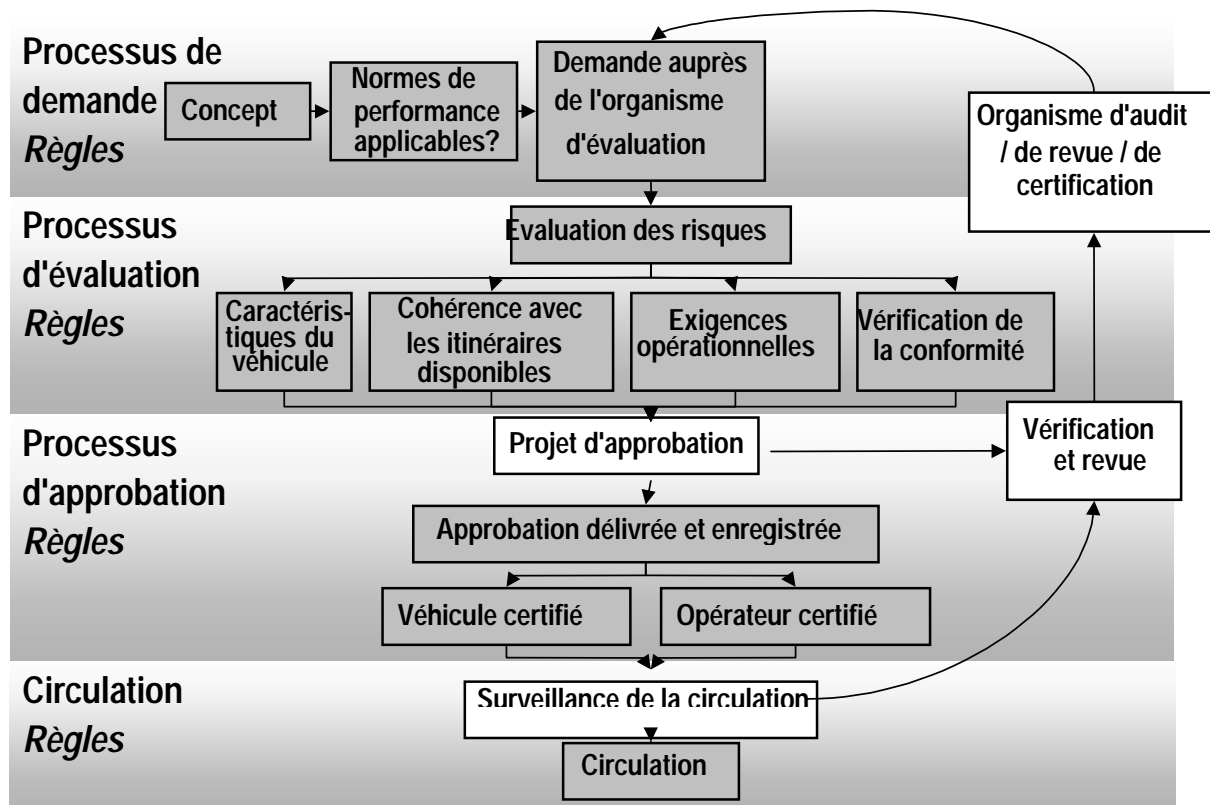 Processus de
demande
Règles
Concept
Normes de
performance
applicables?
Demande auprès
de l'organisme
d'évaluation
Organisme d'audit
/ de revue / de
certification
Processus
d'évaluation
Règles
Evaluation des risques
Caractéris-
tiques du
véhicule
Cohérence avec
les itinéraires
disponibles
Exigences
opérationnelles
Vérification de
la conformité
Processus
d'approbation
Règles
Projet d'approbation
Vérification
et revue
Approbation délivrée et enregistrée
Véhicule certifié
Opérateur certifié
Circulation
Règles
Surveillance de la circulation
Circulation